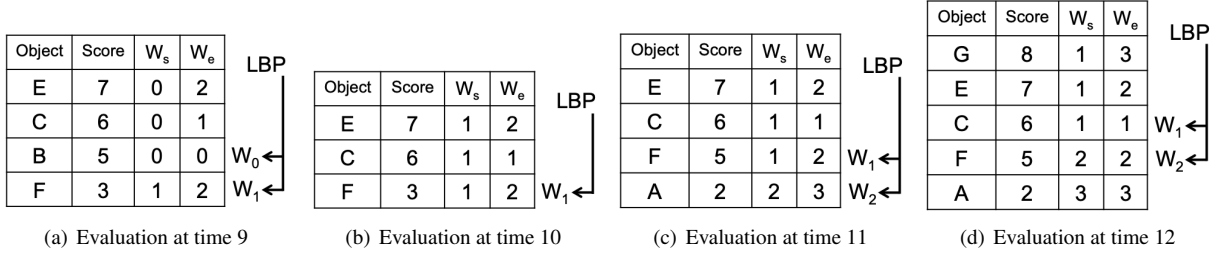 Object Score Ws We
E 7 0 2
C 6 0 1
B 5 0 0
F 3 1 2
LBP
W0
W1
(a) Evaluation at time 9
Object Score Ws We
E 7 1 2
C 6 1 1
F 3 1 2
LBP
W1
(b) Evaluation at time 10
Object Score Ws We
E 7 1 2
C 6 1 1
F 5 1 2
A 2 2 3
LBP
W1
W2
(c) Evaluation at time 11
Object Score Ws We
G 8 1 3
E 7 1 2
C 6 1 1
F 5 2 2
A 2 3 3
LBP
W1
W2
(d) Evaluation at time 12